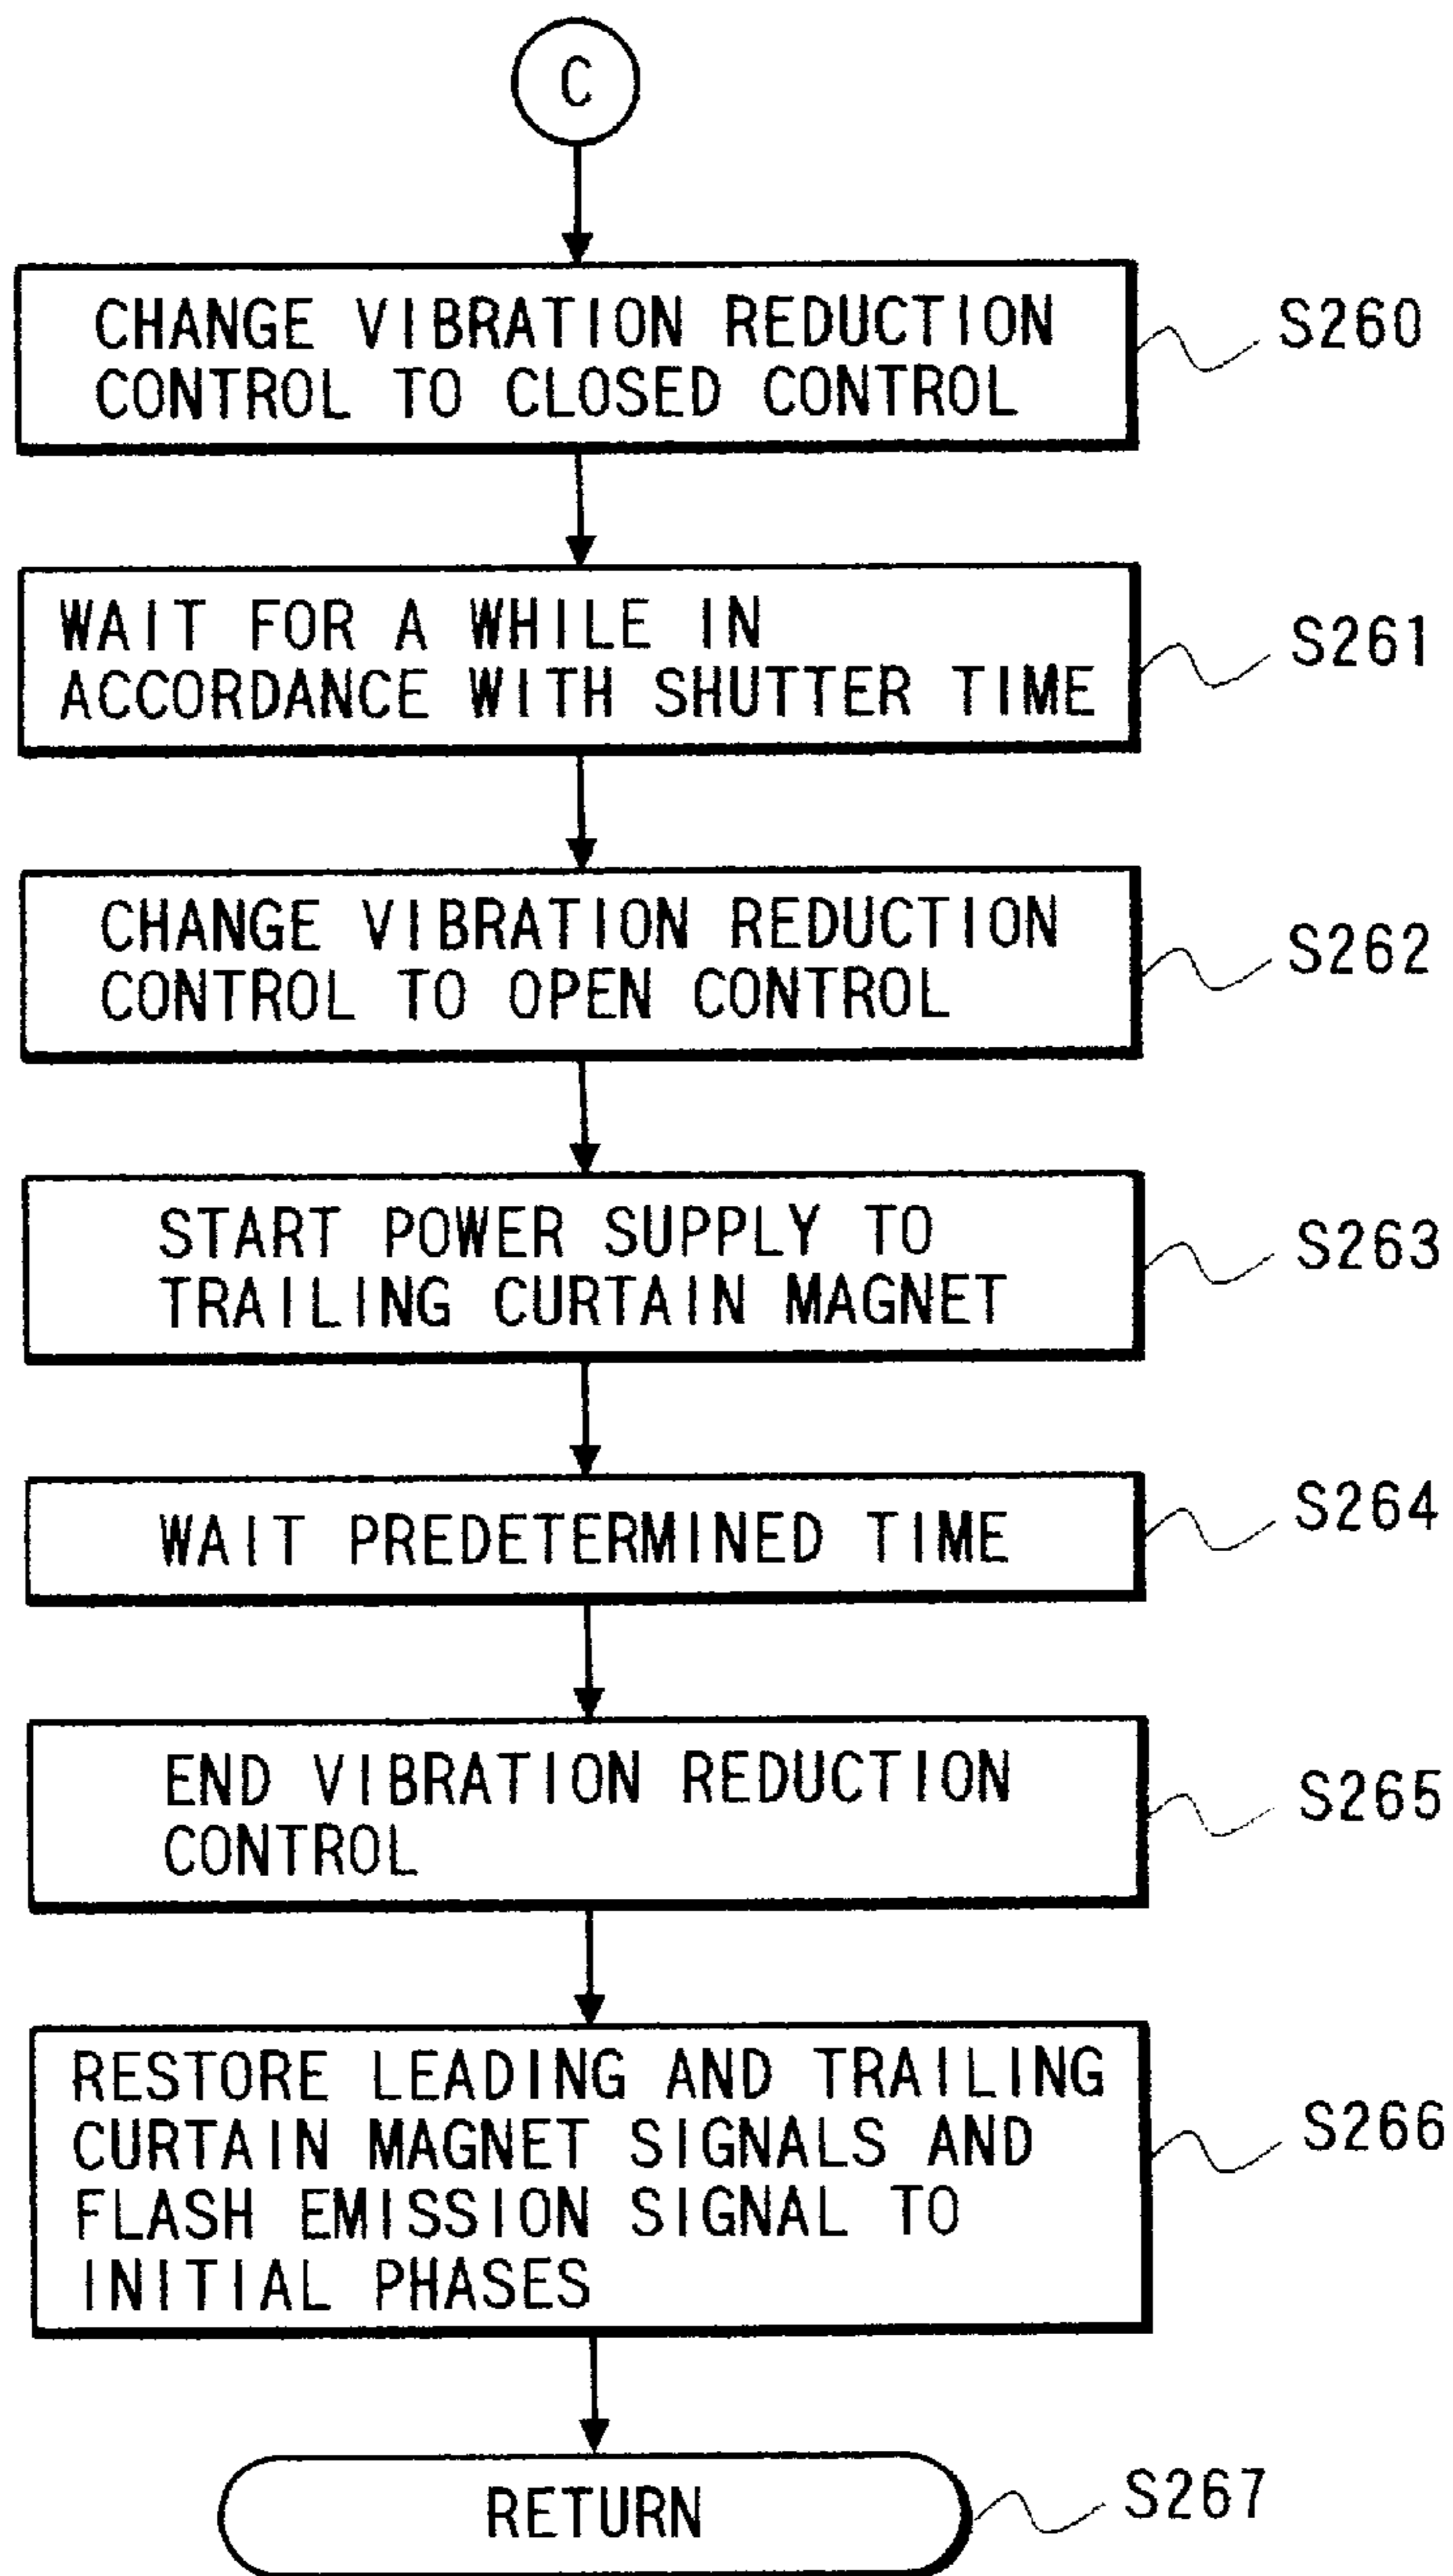 C
CHANGE VIBRATION REDUCTION
CONTROL TO CLOSED CONTROL
S260
WAIT FOR A WHILE IN
ACCORDANCE WITH SHUTTER TIME
S261
CHANGE VIBRATION REDUCTION
CONTROL TO OPEN CONTROL
S262
START POWER SUPPLY TO
TRAILING CURTAIN MAGNET
S263
WAIT PREDETERMINED TIME
S264
END VIBRATION REDUCTION
CONTROL
S265
RESTORE LEADING AND TRAILING
CURTAIN MAGNET SIGNALS AND
FLASH EMISSION SIGNAL TO
INITIAL PHASES
S266
RETURN
S267